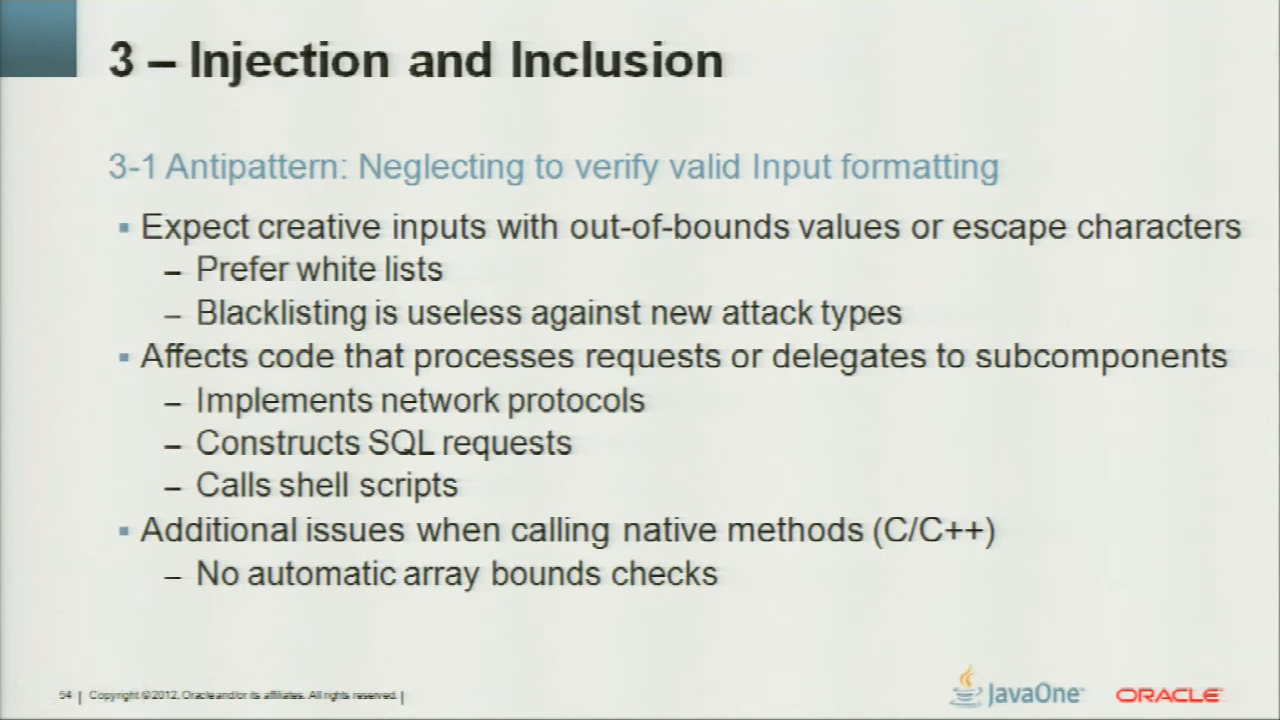 3 – Injection and Inclusion
3-1 Antipattern: Neglecting to verify valid Input formatting
▪ Expect creative inputs with out-of-bounds values or escape characters
– Prefer white lists
– Blacklisting is useless against new attack types
▪ Affects code that processes requests or delegates to subcomponents
– Implements network protocols
– Constructs SQL requests
– Calls shell scripts
▪ Additional issues when calling native methods (C/C++)
– No automatic array bounds checks
54 | Copyright © 2012, Oracle and/or its affiliates. All rights reserved. |
JavaOne
ORACLE